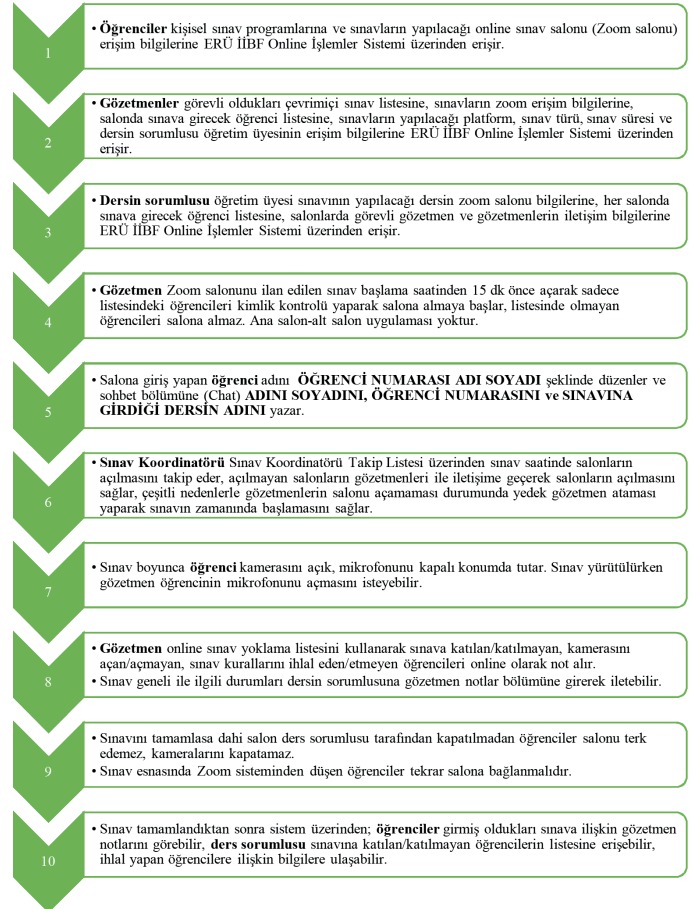 1
• Öğrenciler kişisel sınav programlarına ve sınavların yapılacağı online sınav salonu (Zoom salonu)
erişim bilgilerine ERÜ İİBF Online İşlemler Sistemi üzerinden erişir.
2
• Gözetmenler görevli oldukları çevrimiçi sınav listesine, sınavların zoom erişim bilgilerine,
salonda sınava girecek öğrenci listesine, sınavların yapılacağı platform, sınav türü, sınav süresi ve
dersin sorumlusu öğretim üyesinin erişim bilgilerine ERÜ İİBF Online İşlemler Sistemi üzerinden
erişir.
3
• Dersin sorumlusu öğretim üyesi sınavının yapılacağı dersin zoom salonu bilgilerine, her salonda
sınava girecek öğrenci listesine, salonlarda görevli gözetmen ve gözetmenlerin iletişim bilgilerine
ERÜ İİBF Online İşlemler Sistemi üzerinden erişir.
4
• Gözetmen Zoom salonunu ilan edilen sınav başlama saatinden 15 dk önce açarak sadece
listesindeki öğrencileri kimlik kontrolü yaparak salona almaya başlar, listesinde olmayan
öğrencileri salona almaz. Ana salon-alt salon uygulaması yoktur.
5
• Salona giriş yapan öğrenci adını ÖĞRENCİ NUMARASI ADI SOYADI şeklinde düzenler ve
sohbet bölümüne (Chat) ADINI SOYADINI, ÖĞRENCİ NUMARASINI ve SINAVINA
GİRDİĞİ DERSİN ADINI yazar.
6
• Sınav Koordinatörü Sınav Koordinatörü Takip Listesi üzerinden sınav saatinde salonların
açılmasını takip eder, açılmayan salonların gözetmenleri ile iletişime geçerek salonların açılmasını
sağlar, çeşitli nedenlerle gözetmenlerin salonu açamaması durumunda yedek gözetmen ataması
yaparak sınavın zamanında başlamasını sağlar.
7
• Sınav boyunca öğrenci kamerasını açık, mikrofonunu kapalı konumda tutar. Sınav yürütülürken
gözetmen öğrencinin mikrofonunu açmasını isteyebilir.
8
• Gözetmen online sınav yoklama listesini kullanarak sınava katılan/katılmayan, kamerasını
açan/açmayan, sınav kurallarını ihlal eden/etmeyen öğrencileri online olarak not alır.
• Sınav geneli ile ilgili durumları dersin sorumlusuna gözetmen notlar bölümüne girerek iletebilir.
9
• Sınavını tamamlasa dahi salon ders sorumlusu tarafından kapatılmadan öğrenciler salonu terk
edemez, kameralarını kapatamaz.
• Sınav esnasında Zoom sisteminden düşen öğrenciler tekrar salona bağlanmalıdır.
10
• Sınav tamamlandıktan sonra sistem üzerinden; öğrenciler girmiş oldukları sınava ilişkin gözetmen
notlarını görebilir, ders sorumlusu sınavına katılan/katılmayan öğrencilerin listesine erişebilir,
ihlal yapan öğrencilere ilişkin bilgilere ulaşabilir.